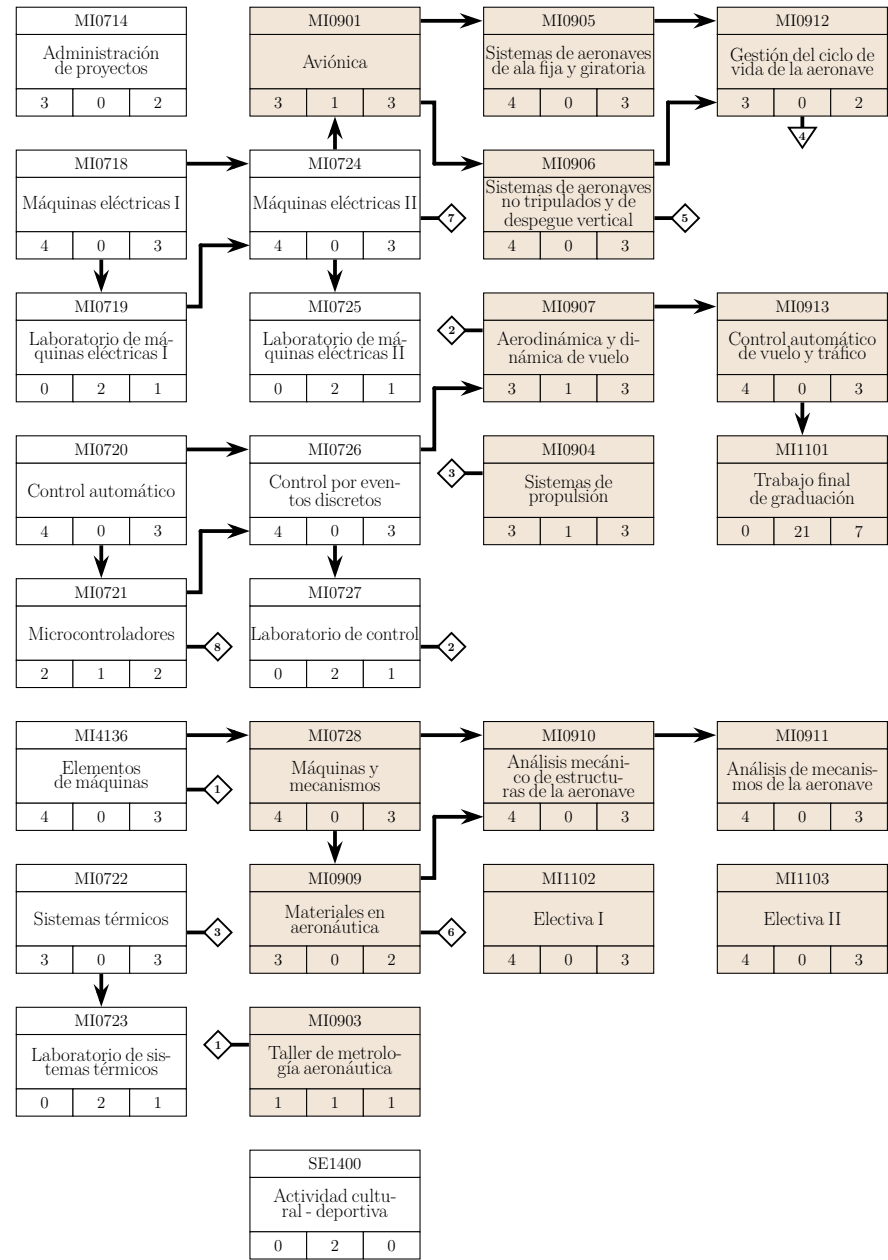 MI0714
Administración
de proyectos
3 0 2
MI0901
Aviónica
3 1 3
MI0905
Sistemas de aeronaves
de ala fija y giratoria
4 0 3
MI0912
Gestión del ciclo de
vida de la aeronave
3 0 2
4
MI0718
Máquinas eléctricas I
4 0 3
MI0724
Máquinas eléctricas II
4 0 3
7
MI0906
Sistemas de aeronaves
no tripulados y de
despegue vertical
4 0 3
5
MI0719
Laboratorio de má-
quinas eléctricas I
0 2 1
MI0725
Laboratorio de má-
quinas eléctricas II
0 2 1
2
MI0907
Aerodinámica y di-
námica de vuelo
3 1 3
MI0913
Control automático
de vuelo y tráfico
4 0 3
MI0720
Control automático
4 0 3
MI0726
Control por even-
tos discretos
4 0 3
3
MI0904
Sistemas de
propulsión
3 1 3
MI1101
Trabajo final
de graduación
0 21 7
MI0721
Microcontroladores
2 1 2
8
MI0727
Laboratorio de control
0 2 1
2
MI4136
Elementos
de máquinas
4 0 3
1
MI0728
Máquinas y
mecanismos
4 0 3
MI0910
Análisis mecáni-
co de estructu-
ras de la aeronave
4 0 3
MI0911
Análisis de mecanis-
mos de la aeronave
4 0 3
MI0722
Sistemas térmicos
3 0 3
3
MI0909
Materiales en
aeronáutica
3 0 2
6
MI1102
Electiva I
4 0 3
MI1103
Electiva II
4 0 3
MI0723
Laboratorio de sis-
temas térmicos
0 2 1
1
MI0903
Taller de metrolo-
gía aeronáutica
1 1 1
SE1400
Actividad cultu-
ral - deportiva
0 2 0